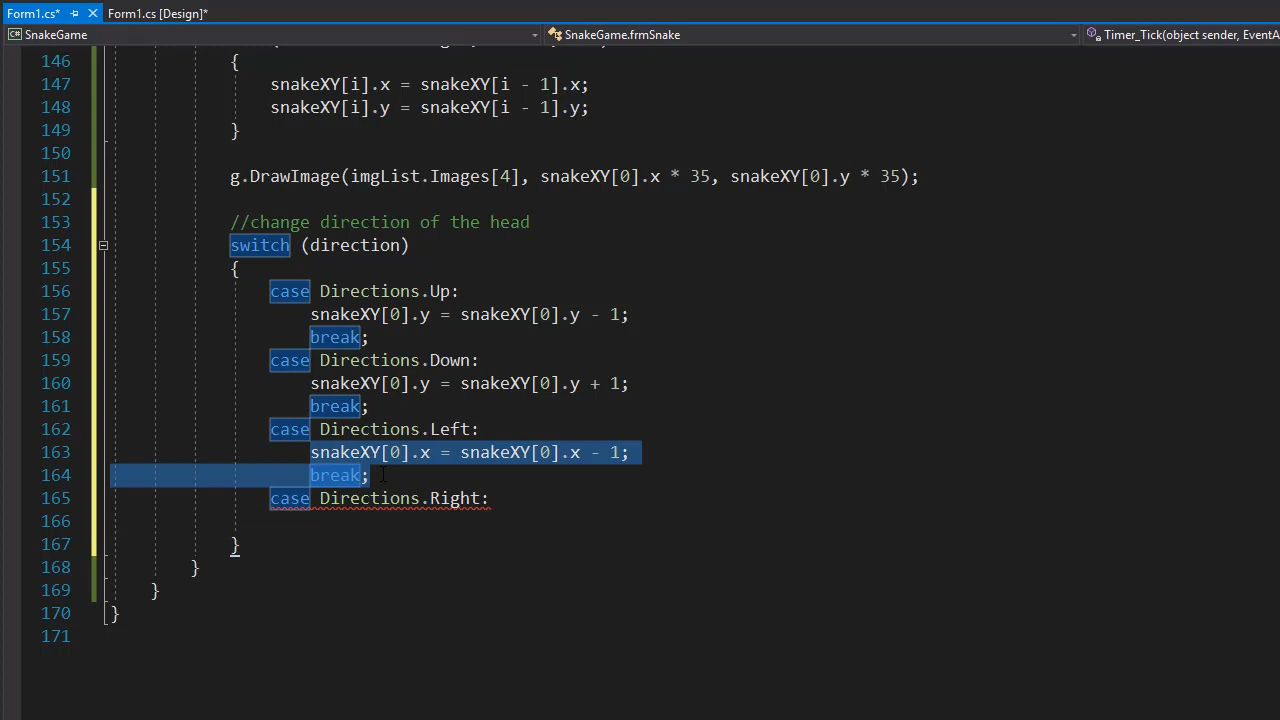 Form1.cs* Form1.cs [Design]*
C# SnakeGame SnakeGame.frmSnake Timer_Tick(object sender, EventA
146 {
147 snakeXY[i].x = snakeXY[i - 1].x;
148 snakeXY[i].y = snakeXY[i - 1].y;
149 }
150
151 g.DrawImage(imgList.Images[4], snakeXY[0].x * 35, snakeXY[0].y * 35);
152
153 //change direction of the head
154 switch (direction)
155 {
156 case Directions.Up:
157 snakeXY[0].y = snakeXY[0].y - 1;
158 break;
159 case Directions.Down:
160 snakeXY[0].y = snakeXY[0].y + 1;
161 break;
162 case Directions.Left:
163 snakeXY[0].x = snakeXY[0].x - 1;
164 break;
165 case Directions.Right:
166
167 }
168 }
169 }
170 }
171